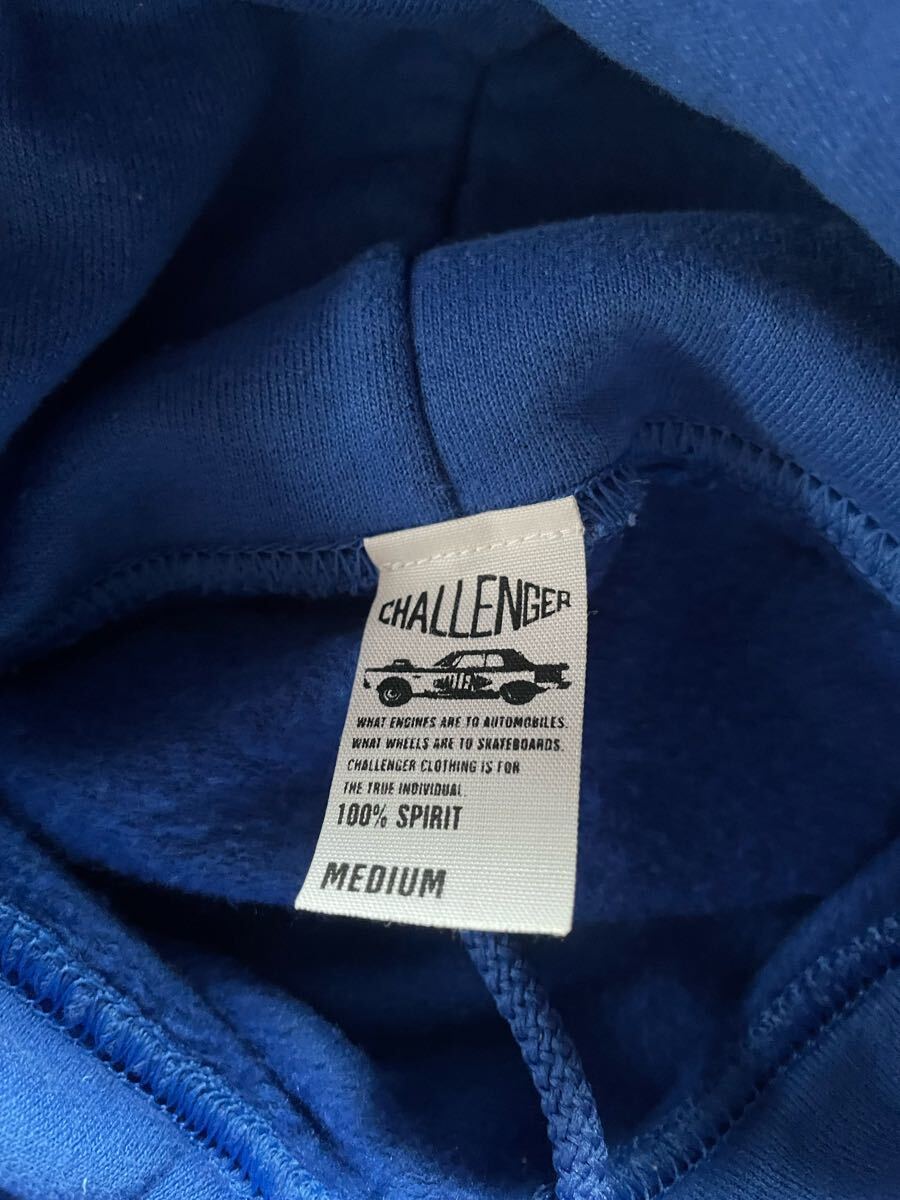 CHALLENGER
CHALLENGER
WHAT ENGINES ARE TO AUTOMOBILES.
WHAT WHEELS ARE TO SKATEBOARDS.
CHALLENGER CLOTHING IS FOR
THE TRUE INDIVIDUAL.
100% SPIRIT
MEDIUM